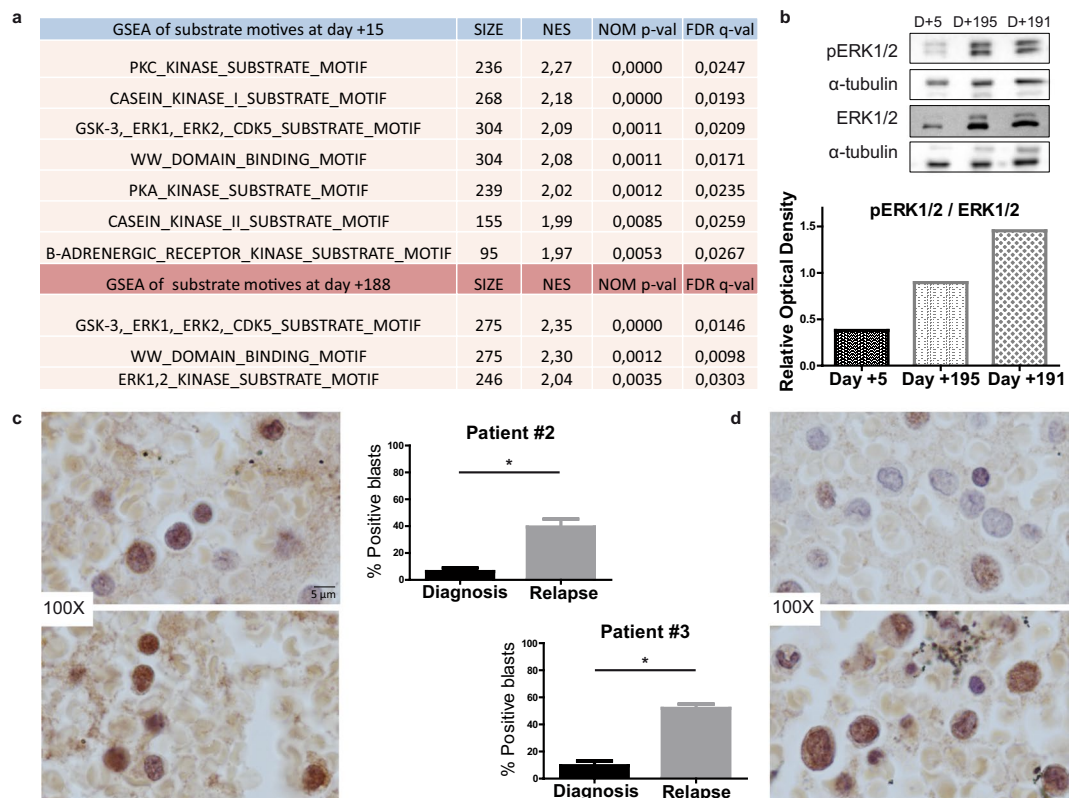 a
GSEA of substrate motives at day +15 SIZE NES NOM p-val FDR q-val
PKC_KINASE_SUBSTRATE_MOTIF 236 2,27 0,0000 0,0247
CASEIN_KINASE_I_SUBSTRATE_MOTIF 268 2,18 0,0000 0,0193
GSK-3,_ERK1,_ERK2,_CDK5_SUBSTRATE_MOTIF 304 2,09 0,0011 0,0209
WW_DOMAIN_BINDING_MOTIF 304 2,08 0,0011 0,0171
PKA_KINASE_SUBSTRATE_MOTIF 239 2,02 0,0012 0,0235
CASEIN_KINASE_II_SUBSTRATE_MOTIF 155 1,99 0,0085 0,0259
B-ADRENERGIC_RECEPTOR_KINASE_SUBSTRATE_MOTIF 95 1,97 0,0053 0,0267
GSEA of substrate motives at day +188 SIZE NES NOM p-val FDR q-val
GSK-3,_ERK1,_ERK2,_CDK5_SUBSTRATE_MOTIF 275 2,35 0,0000 0,0146
WW_DOMAIN_BINDING_MOTIF 275 2,30 0,0012 0,0098
ERK1,2_KINASE_SUBSTRATE_MOTIF 246 2,04 0,0035 0,0303
b
D+5 D+195 D+191
pERK1/2
α-tubulin
ERK1/2
α-tubulin
pERK1/2 / ERK1/2
Relative Optical Density
1.5
1.0
0.5
0.0
Day +5 Day +195 Day +191
c
5 µm
100X
Patient #2
% Positive blasts
100
80
60
40
20
0
*
Diagnosis Relapse
Patient #3
% Positive blasts
100
80
60
40
20
0
*
Diagnosis Relapse
d
100X